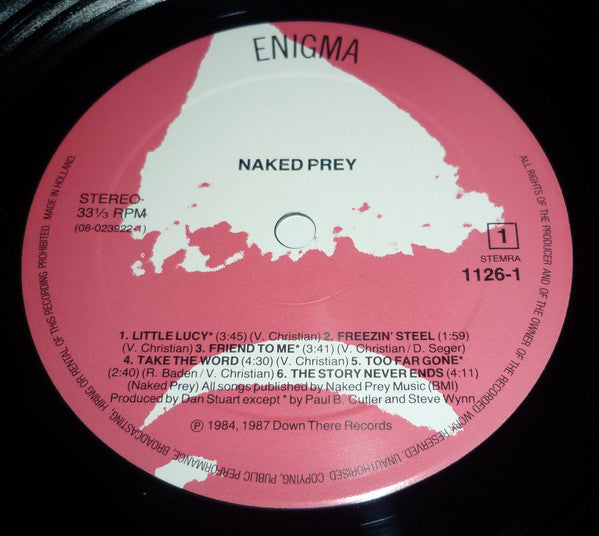 ENIGMA
NAKED PREY
STEREO
33⅓ RPM
(08-023922-1)
1
STEMRA
1126-1
1. LITTLE LUCY* (3:45) (V. Christian) 2. FREEZIN' STEEL (1:59)
(V. Christian) 3. FRIEND TO ME* (3:41) (V. Christian / D. Seger)
4. TAKE THE WORD (4:30) (V. Christian) 5. TOO FAR GONE*
(2:40) (R. Baden / V. Christian) 6. THE STORY NEVER ENDS (4:11)
(Naked Prey) All songs published by Naked Prey Music (BMI)
Produced by Dan Stuart except * by Paul B. Cutler and Steve Wynn
Ⓟ 1984, 1987 Down There Records
ALL RIGHTS OF THE PRODUCER AND OF THE OWNER OF THE RECORDED WORK RESERVED. UNAUTHORISED COPYING, PUBLIC PERFORMANCE, BROADCASTING, HIRING OR RENTAL OF THIS RECORDING PROHIBITED. MADE IN HOLLAND.